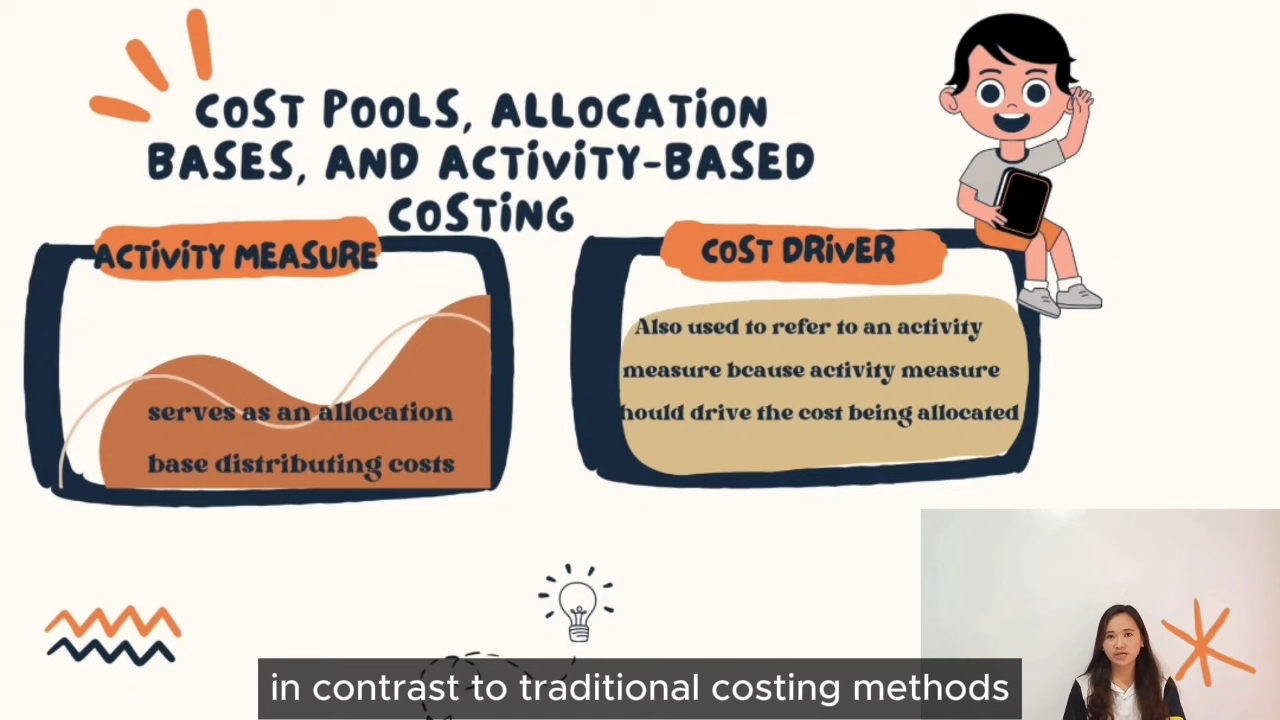 COST POOLS, ALLOCATION
BASES, AND ACTIVITY-BASED
COSTING
ACTIVITY MEASURE
serves as an allocation
base distributing costs
COST DRIVER
Also used to refer to an activity
measure bcause activity measure
hould drive the cost being allocated
in contrast to traditional costing methods